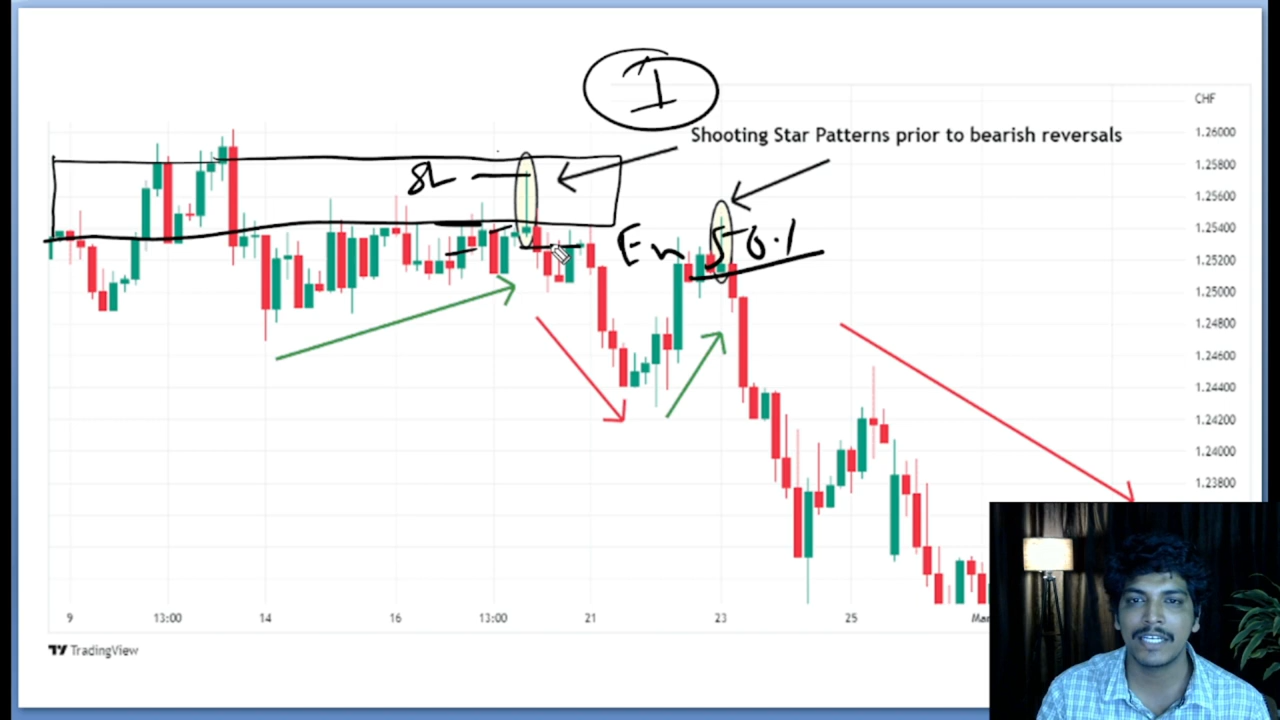 1
CHF
Shooting Star Patterns prior to bearish reversals
1.26000
1.25800
SL
1.25600
1.25400
En 50.1
1.25200
1.25000
1.24800
1.24600
1.24400
1.24200
1.24000
1.23800
9 13:00 14 16 13:00 21 23 25
TradingView